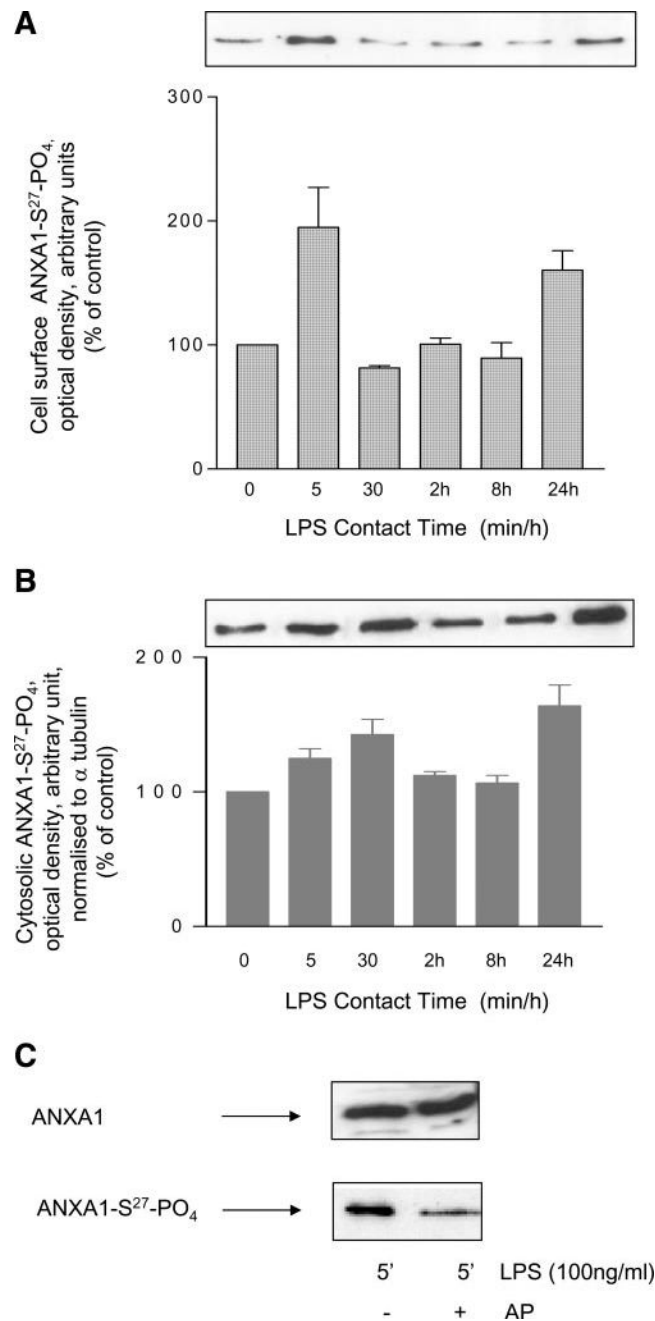 A
Cell surface ANXA1-S27-PO4,
optical density, arbitrary units
(% of control)
300
200
100
0
0 5 30 2h 8h 24h
LPS Contact Time (min/h)
B
Cytosolic ANXA1-S27-PO4,
optical density, arbitrary unit,
normalised to α tubulin
(% of control)
200
100
0
0 5 30 2h 8h 24h
LPS Contact Time (min/h)
C
ANXA1
ANXA1-S27-PO4
5' 5' LPS (100ng/ml)
- + AP